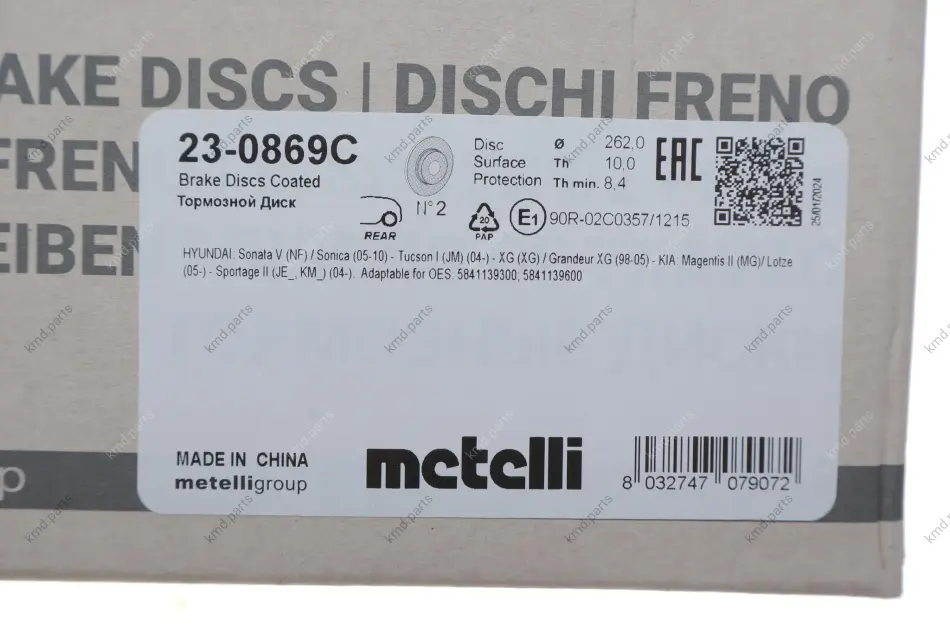 AKE DISCS | DISCHI FRENO
FREN
EIBEN
23-0869C
Brake Discs Coated
Тормозной Диск
REAR
N°2
Disc
Surface
Protection
Ø 262,0
Th 10,0
Th min. 8,4
20
PAP
EAC
E1 90R-02C0357/1215
25/01/2024
HYUNDAI: Sonata V (NF) / Sonica (05-10) - Tucson I (JM) (04-) - XG (XG) / Grandeur XG (98-05) - KIA: Magentis II (MG)/ Lotze
(05-) - Sportage II (JE_, KM_) (04-). Adaptable for OES: 5841139300; 5841139600
MADE IN CHINA
metelligroup
metelli
8 032747 079072
p
kmd.parts